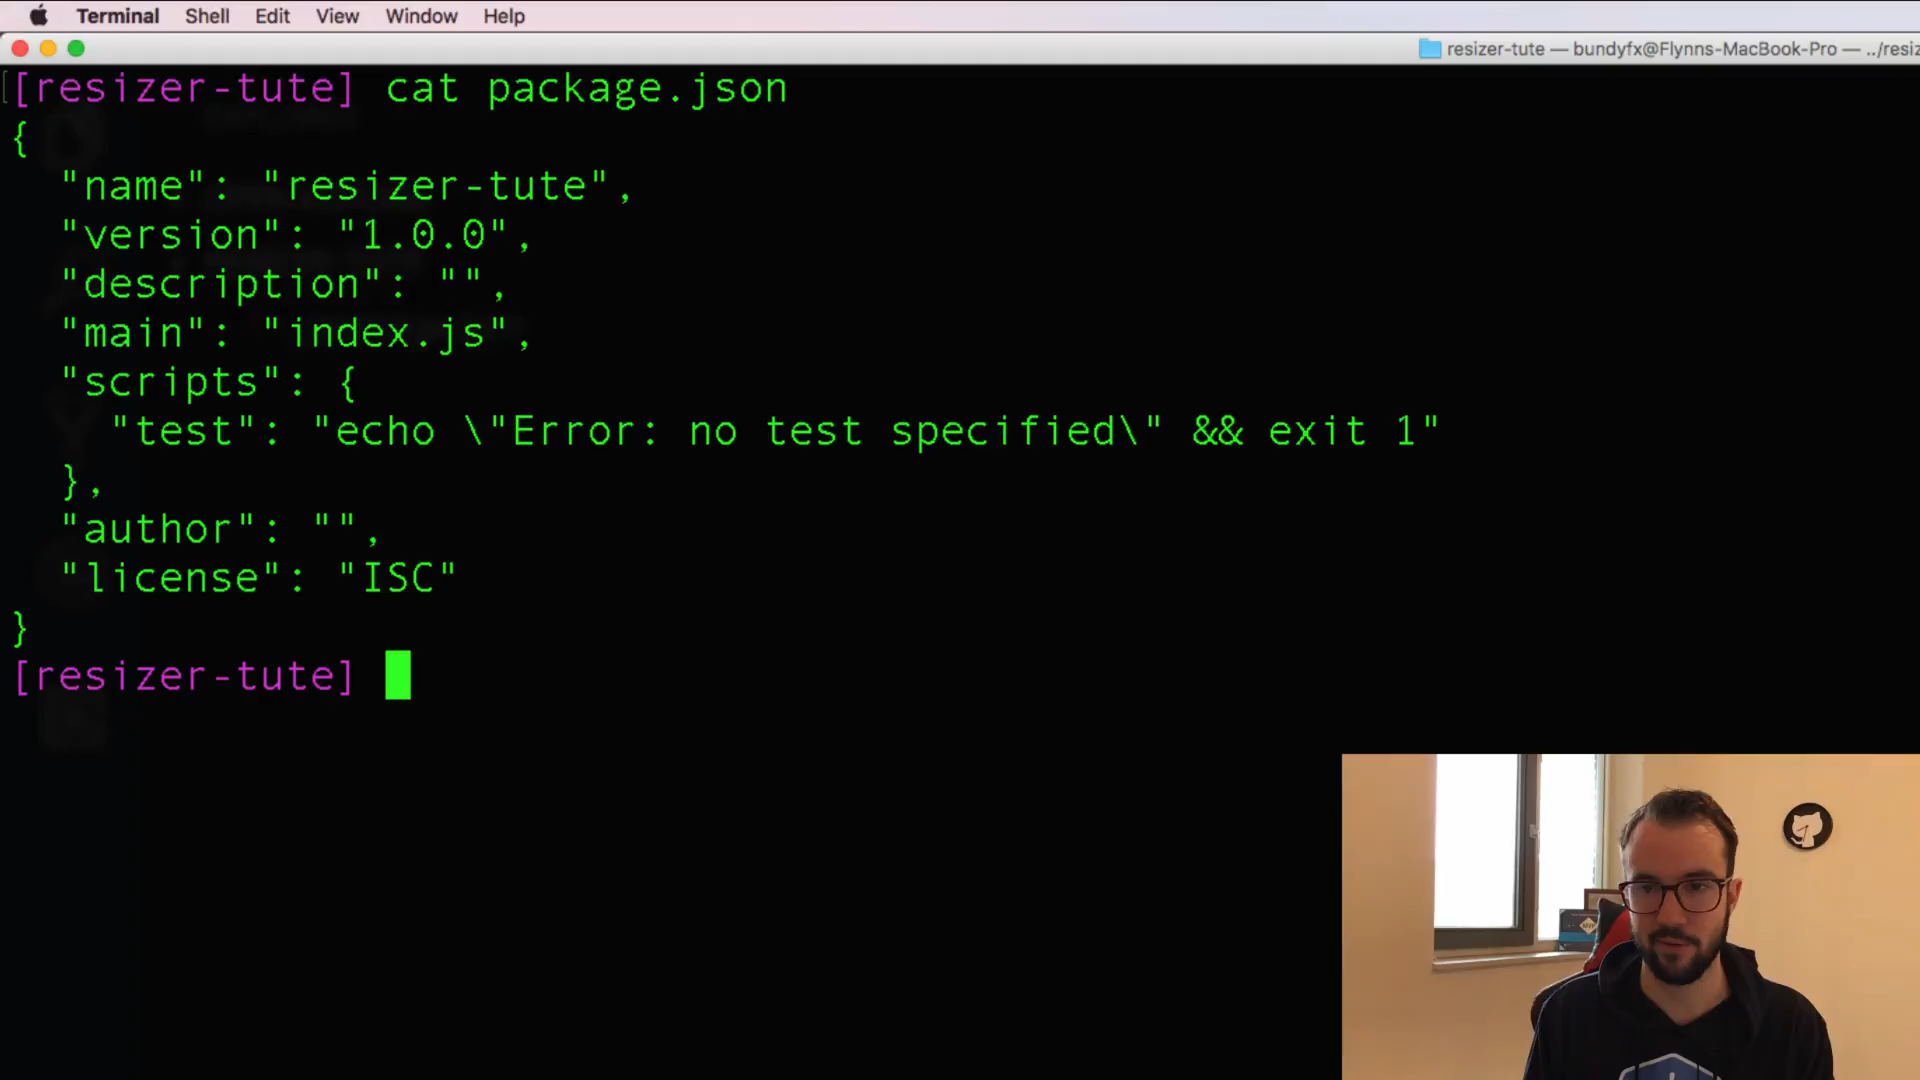 Terminal Shell Edit View Window Help
resizer-tute — bundyfx@Flynns-MacBook-Pro — ../resiz
[[resizer-tute] cat package.json
{
"name": "resizer-tute",
"version": "1.0.0",
"description": "",
"main": "index.js",
"scripts": {
"test": "echo \"Error: no test specified\" && exit 1"
},
"author": "",
"license": "ISC"
}
[resizer-tute]
MVP